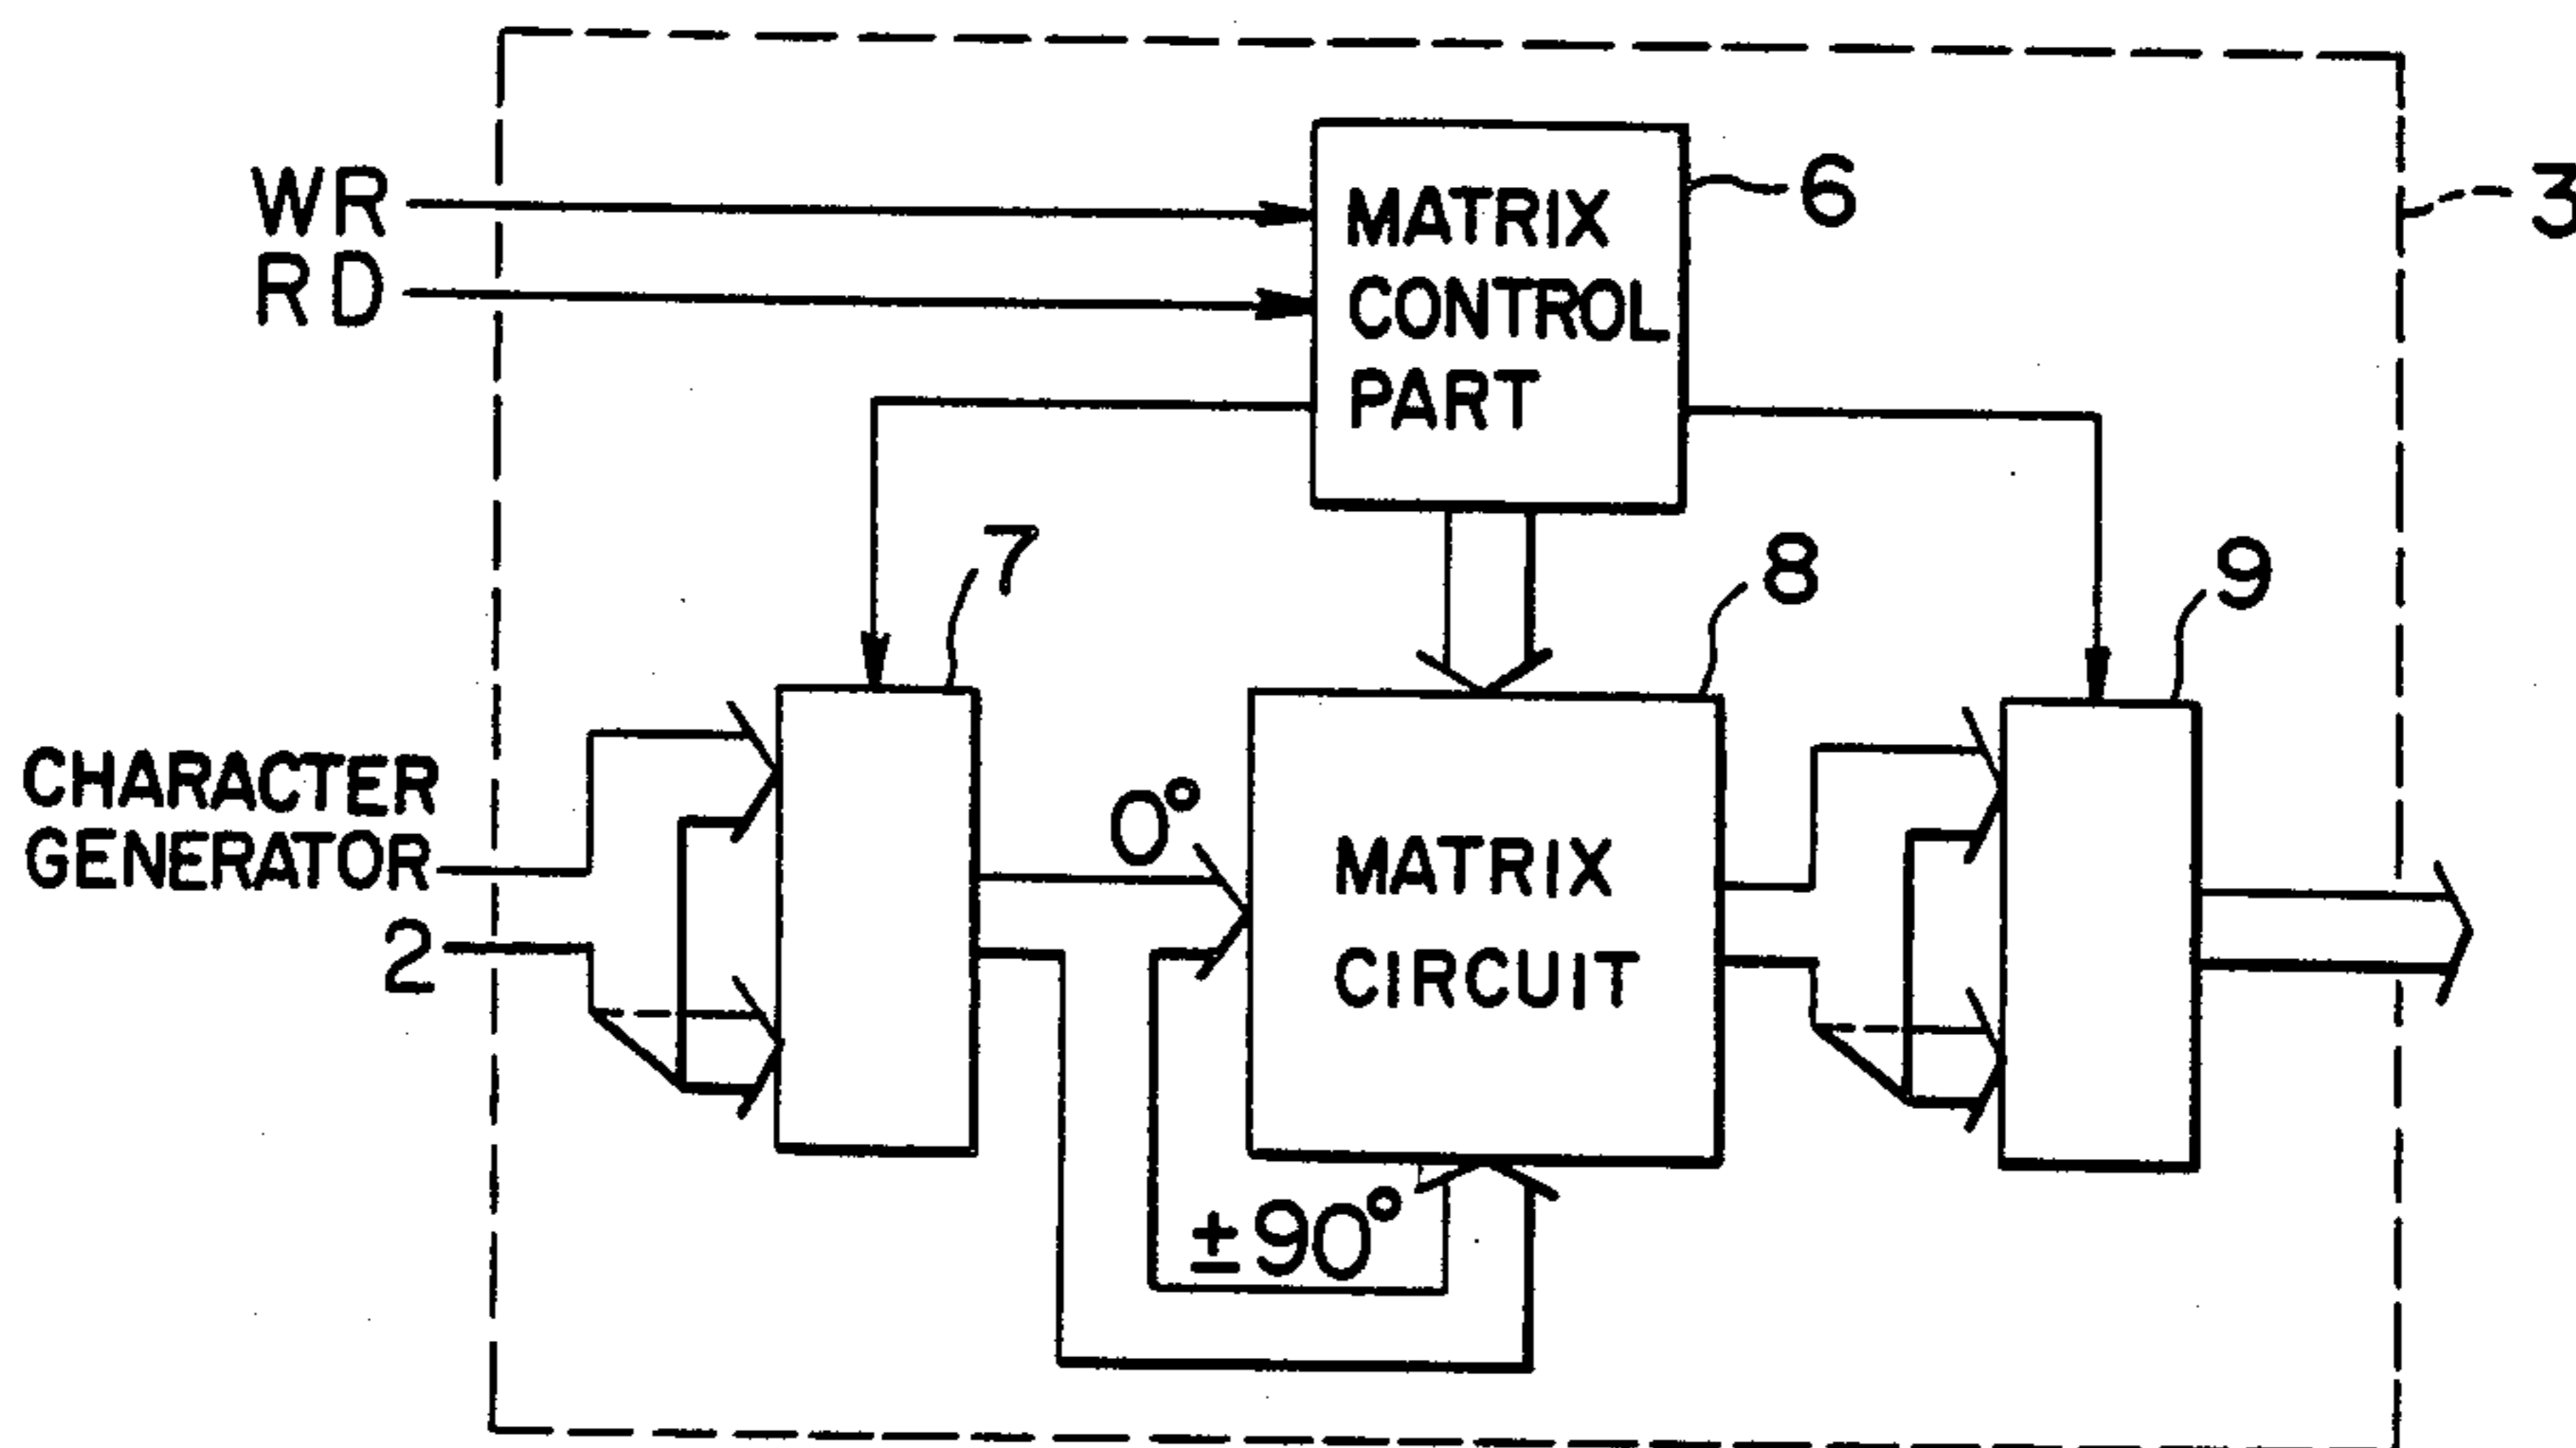 WR
RD
MATRIX
CONTROL
PART
6
3
7
8
9
CHARACTER
GENERATOR
2
0°
MATRIX
CIRCUIT
±90°